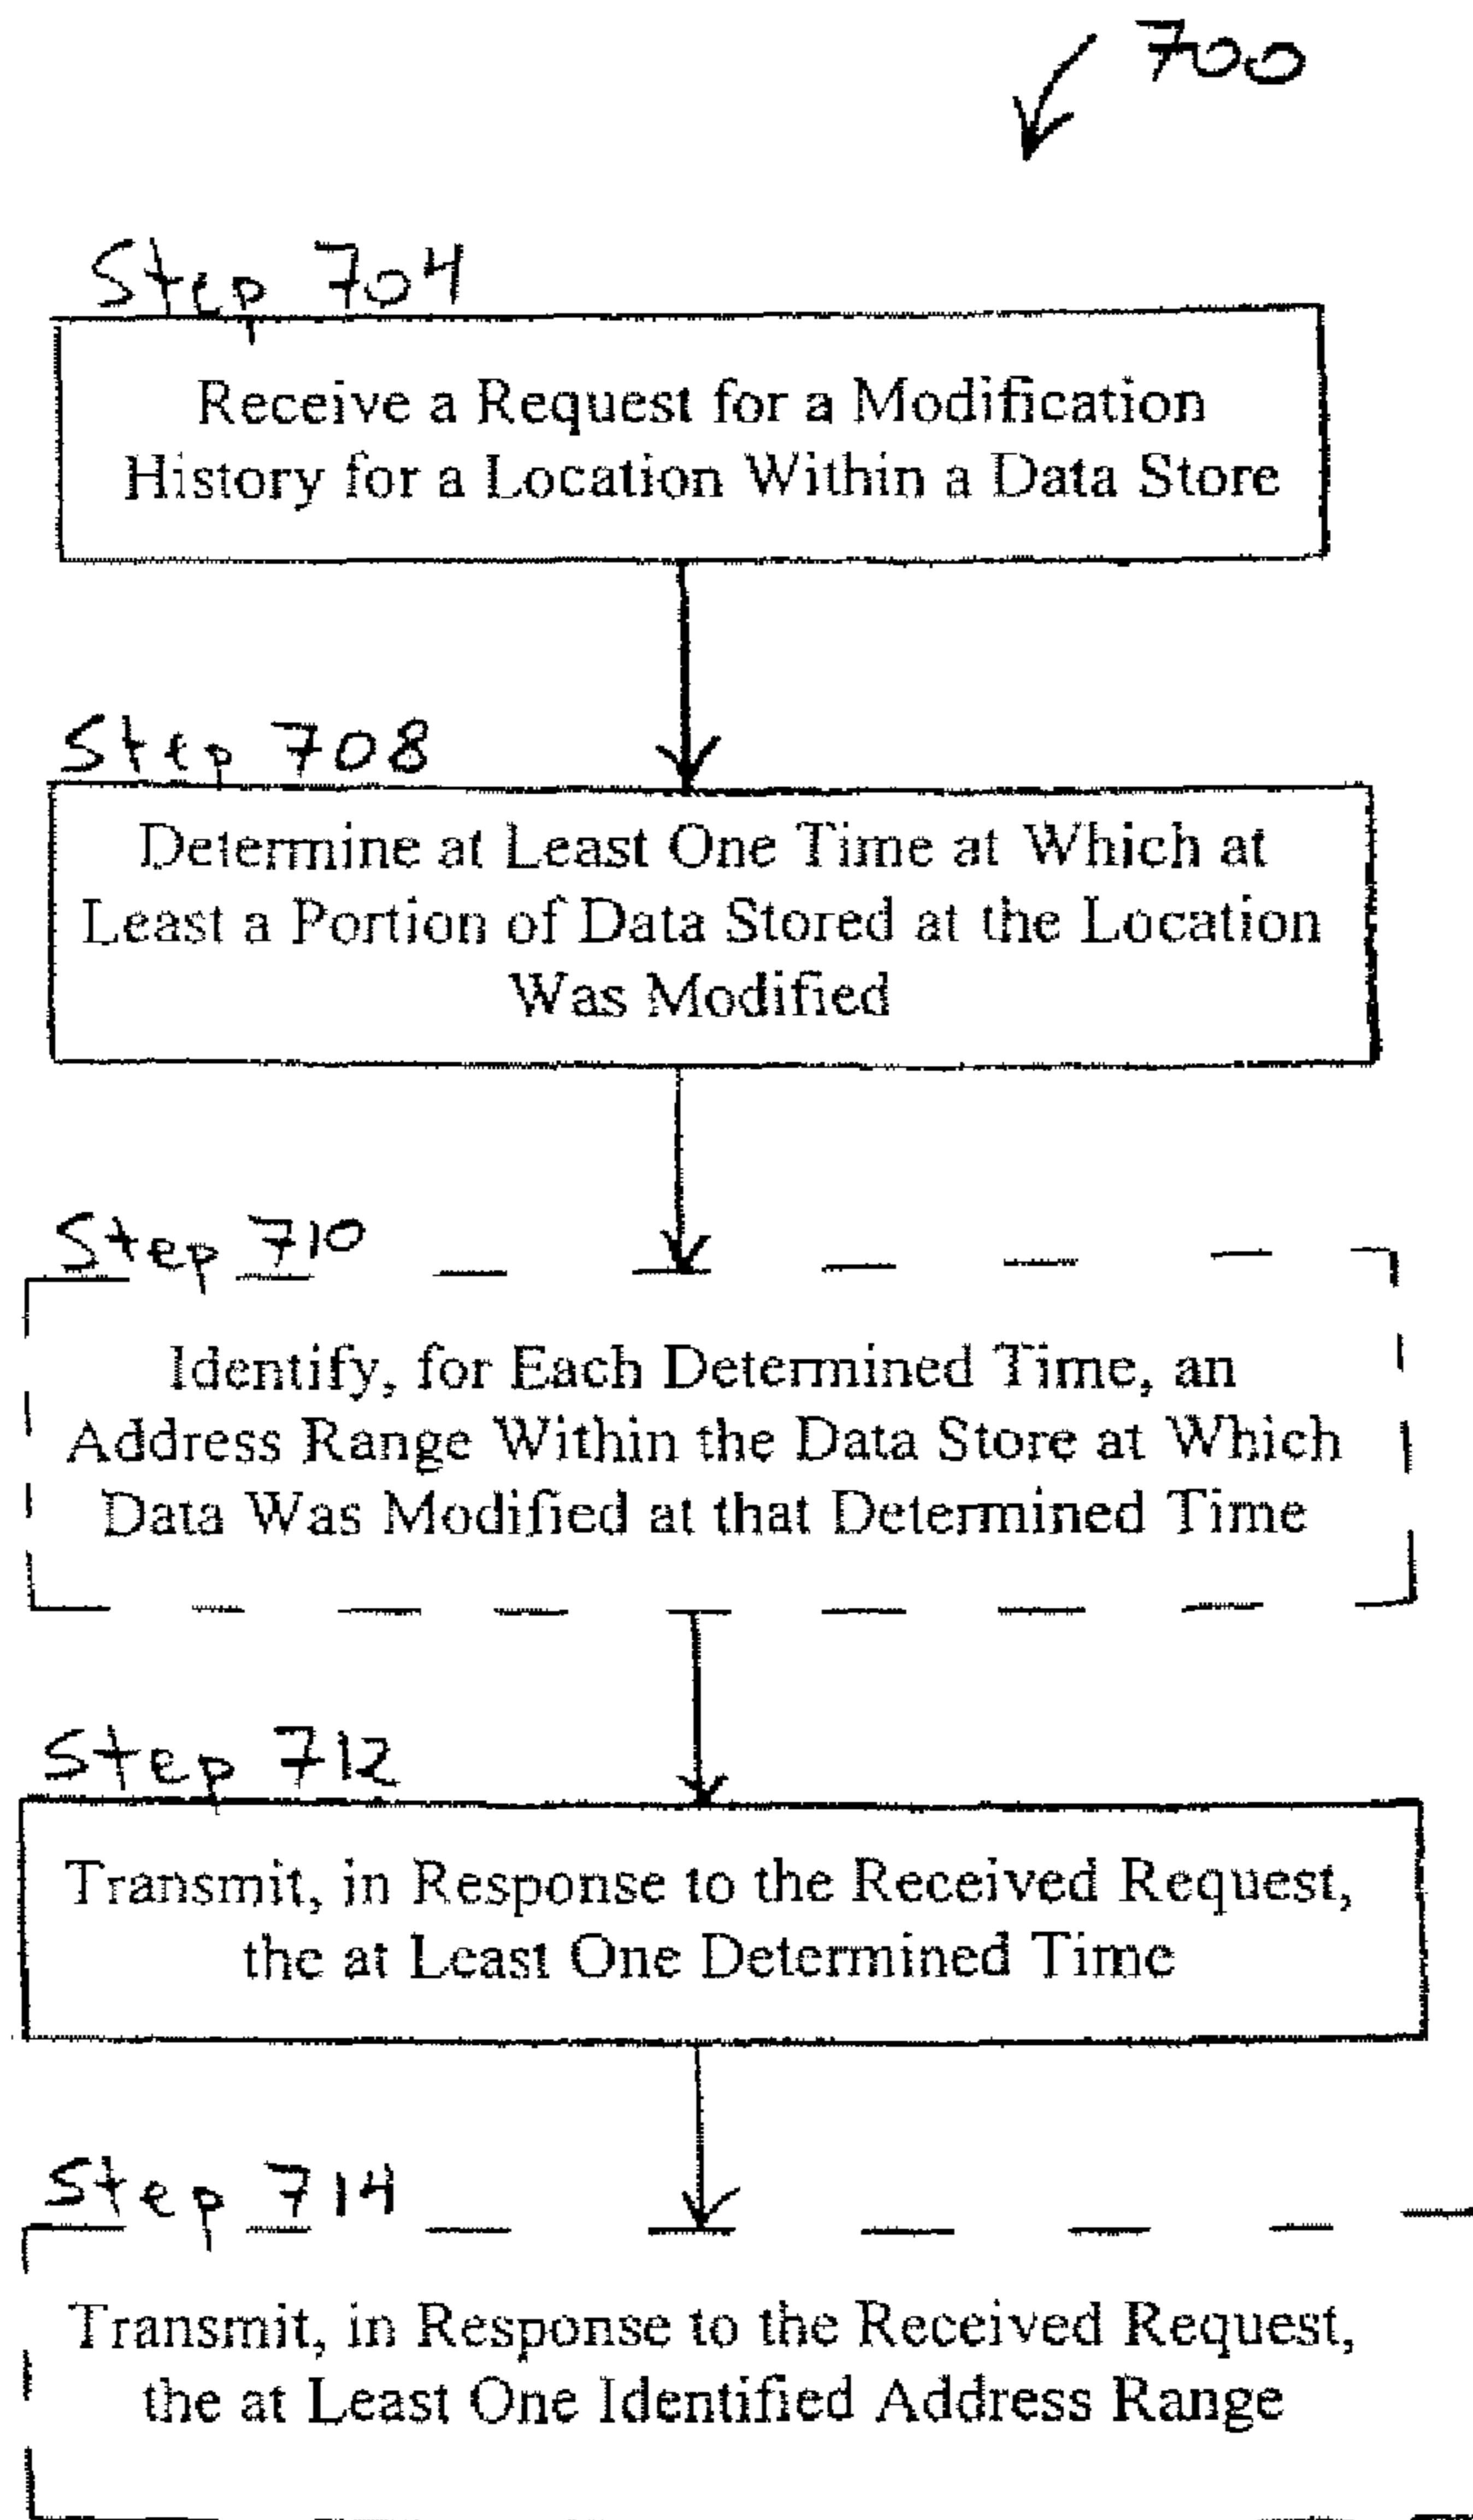 700
Step 704
Receive a Request for a Modification
History for a Location Within a Data Store
Step 708
Determine at Least One Time at Which at
Least a Portion of Data Stored at the Location
Was Modified
Step 710
Identify, for Each Determined Time, an
Address Range Within the Data Store at Which
Data Was Modified at that Determined Time
Step 712
Transmit, in Response to the Received Request,
the at Least One Determined Time
Step 714
Transmit, in Response to the Received Request,
the at Least One Identified Address Range